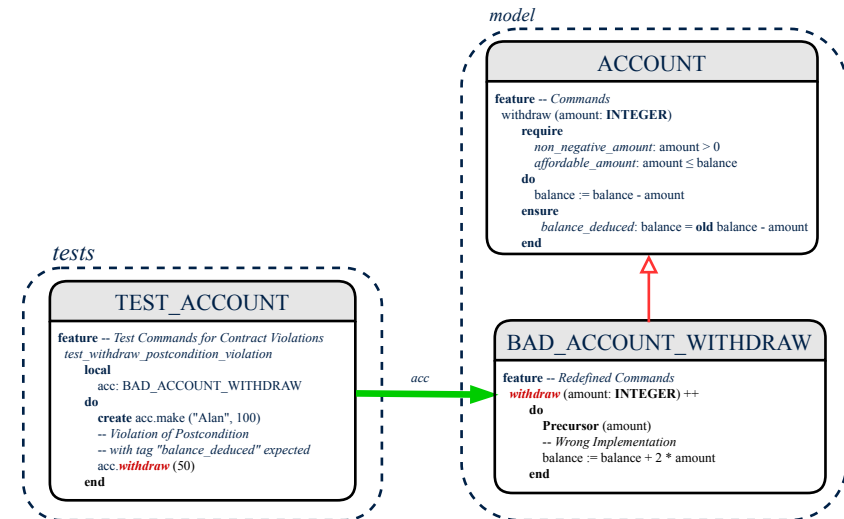 model
ACCOUNT
feature -- Commands
withdraw (amount: INTEGER)
require
non_negative_amount: amount > 0
affordable_amount: amount ≤ balance
do
balance := balance - amount
ensure
balance_deduced: balance = old balance - amount
end
tests
TEST_ACCOUNT
feature -- Test Commands for Contract Violations
test_withdraw_postcondition_violation
local
acc: BAD_ACCOUNT_WITHDRAW
do
create acc.make ("Alan", 100)
-- Violation of Postcondition
-- with tag "balance_deduced" expected
acc.withdraw (50)
end
acc
BAD_ACCOUNT_WITHDRAW
feature -- Redefined Commands
withdraw (amount: INTEGER) ++
do
Precursor (amount)
-- Wrong Implementation
balance := balance + 2 * amount
end